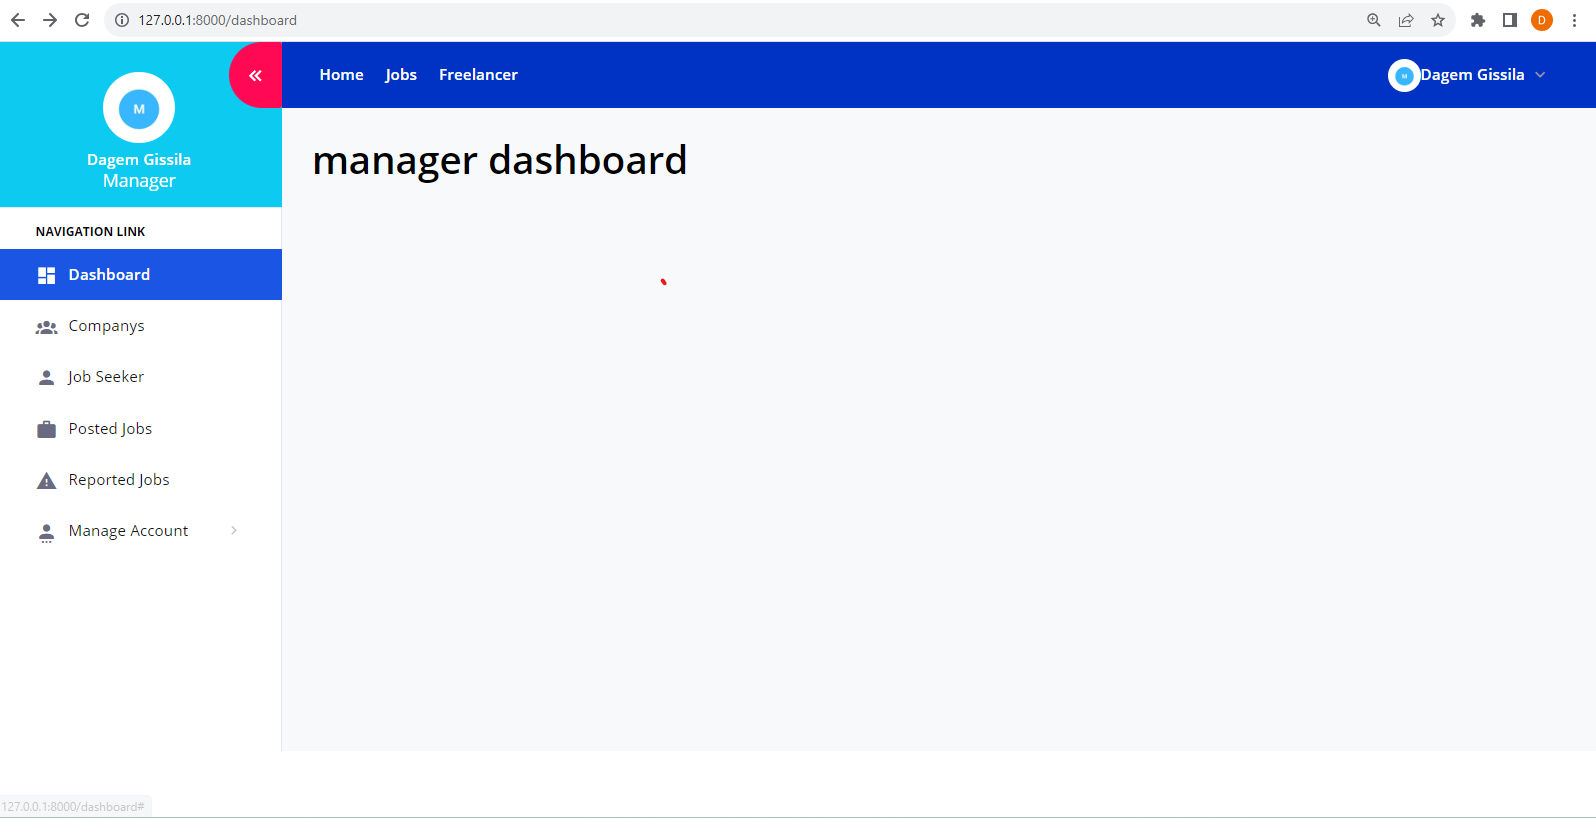 127.0.0.1:8000/dashboard
D
Home Jobs Freelancer
M Dagem Gissila
M
Dagem Gissila
Manager
manager dashboard
NAVIGATION LINK
Dashboard
Companys
Job Seeker
Posted Jobs
Reported Jobs
Manage Account
127.0.0.1:8000/dashboard#